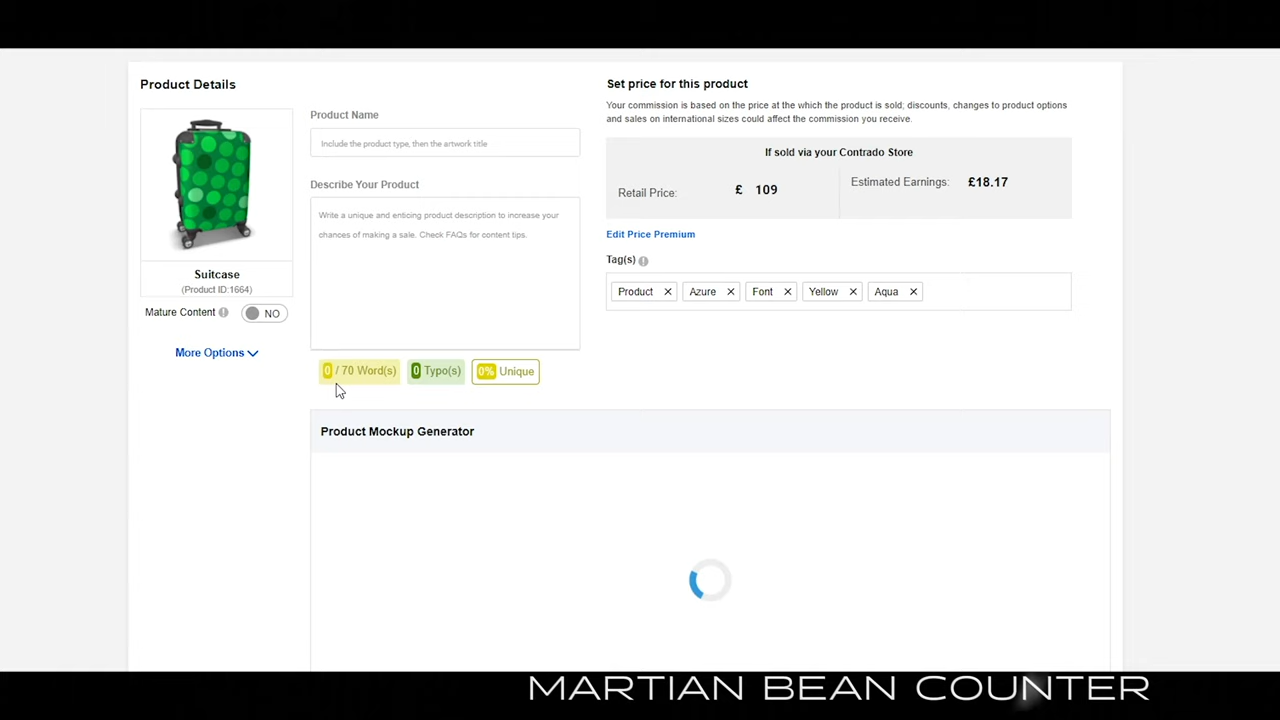 Product Details
Suitcase
(Product ID:1664)
Mature Content
NO
More Options
Product Name
Include the product type, then the artwork title
Describe Your Product
Write a unique and enticing product description to increase your
chances of making a sale. Check FAQs for content tips.
0 / 70 Word(s) 0 Typo(s) 0% Unique
Set price for this product
Your commission is based on the price at the which the product is sold; discounts, changes to product options
and sales on international sizes could affect the commission you receive.
If sold via your Contrado Store
Retail Price: £ 109 Estimated Earnings: £18.17
Edit Price Premium
Tag(s)
Product × Azure × Font × Yellow × Aqua ×
Product Mockup Generator
MARTIAN BEAN COUNTER